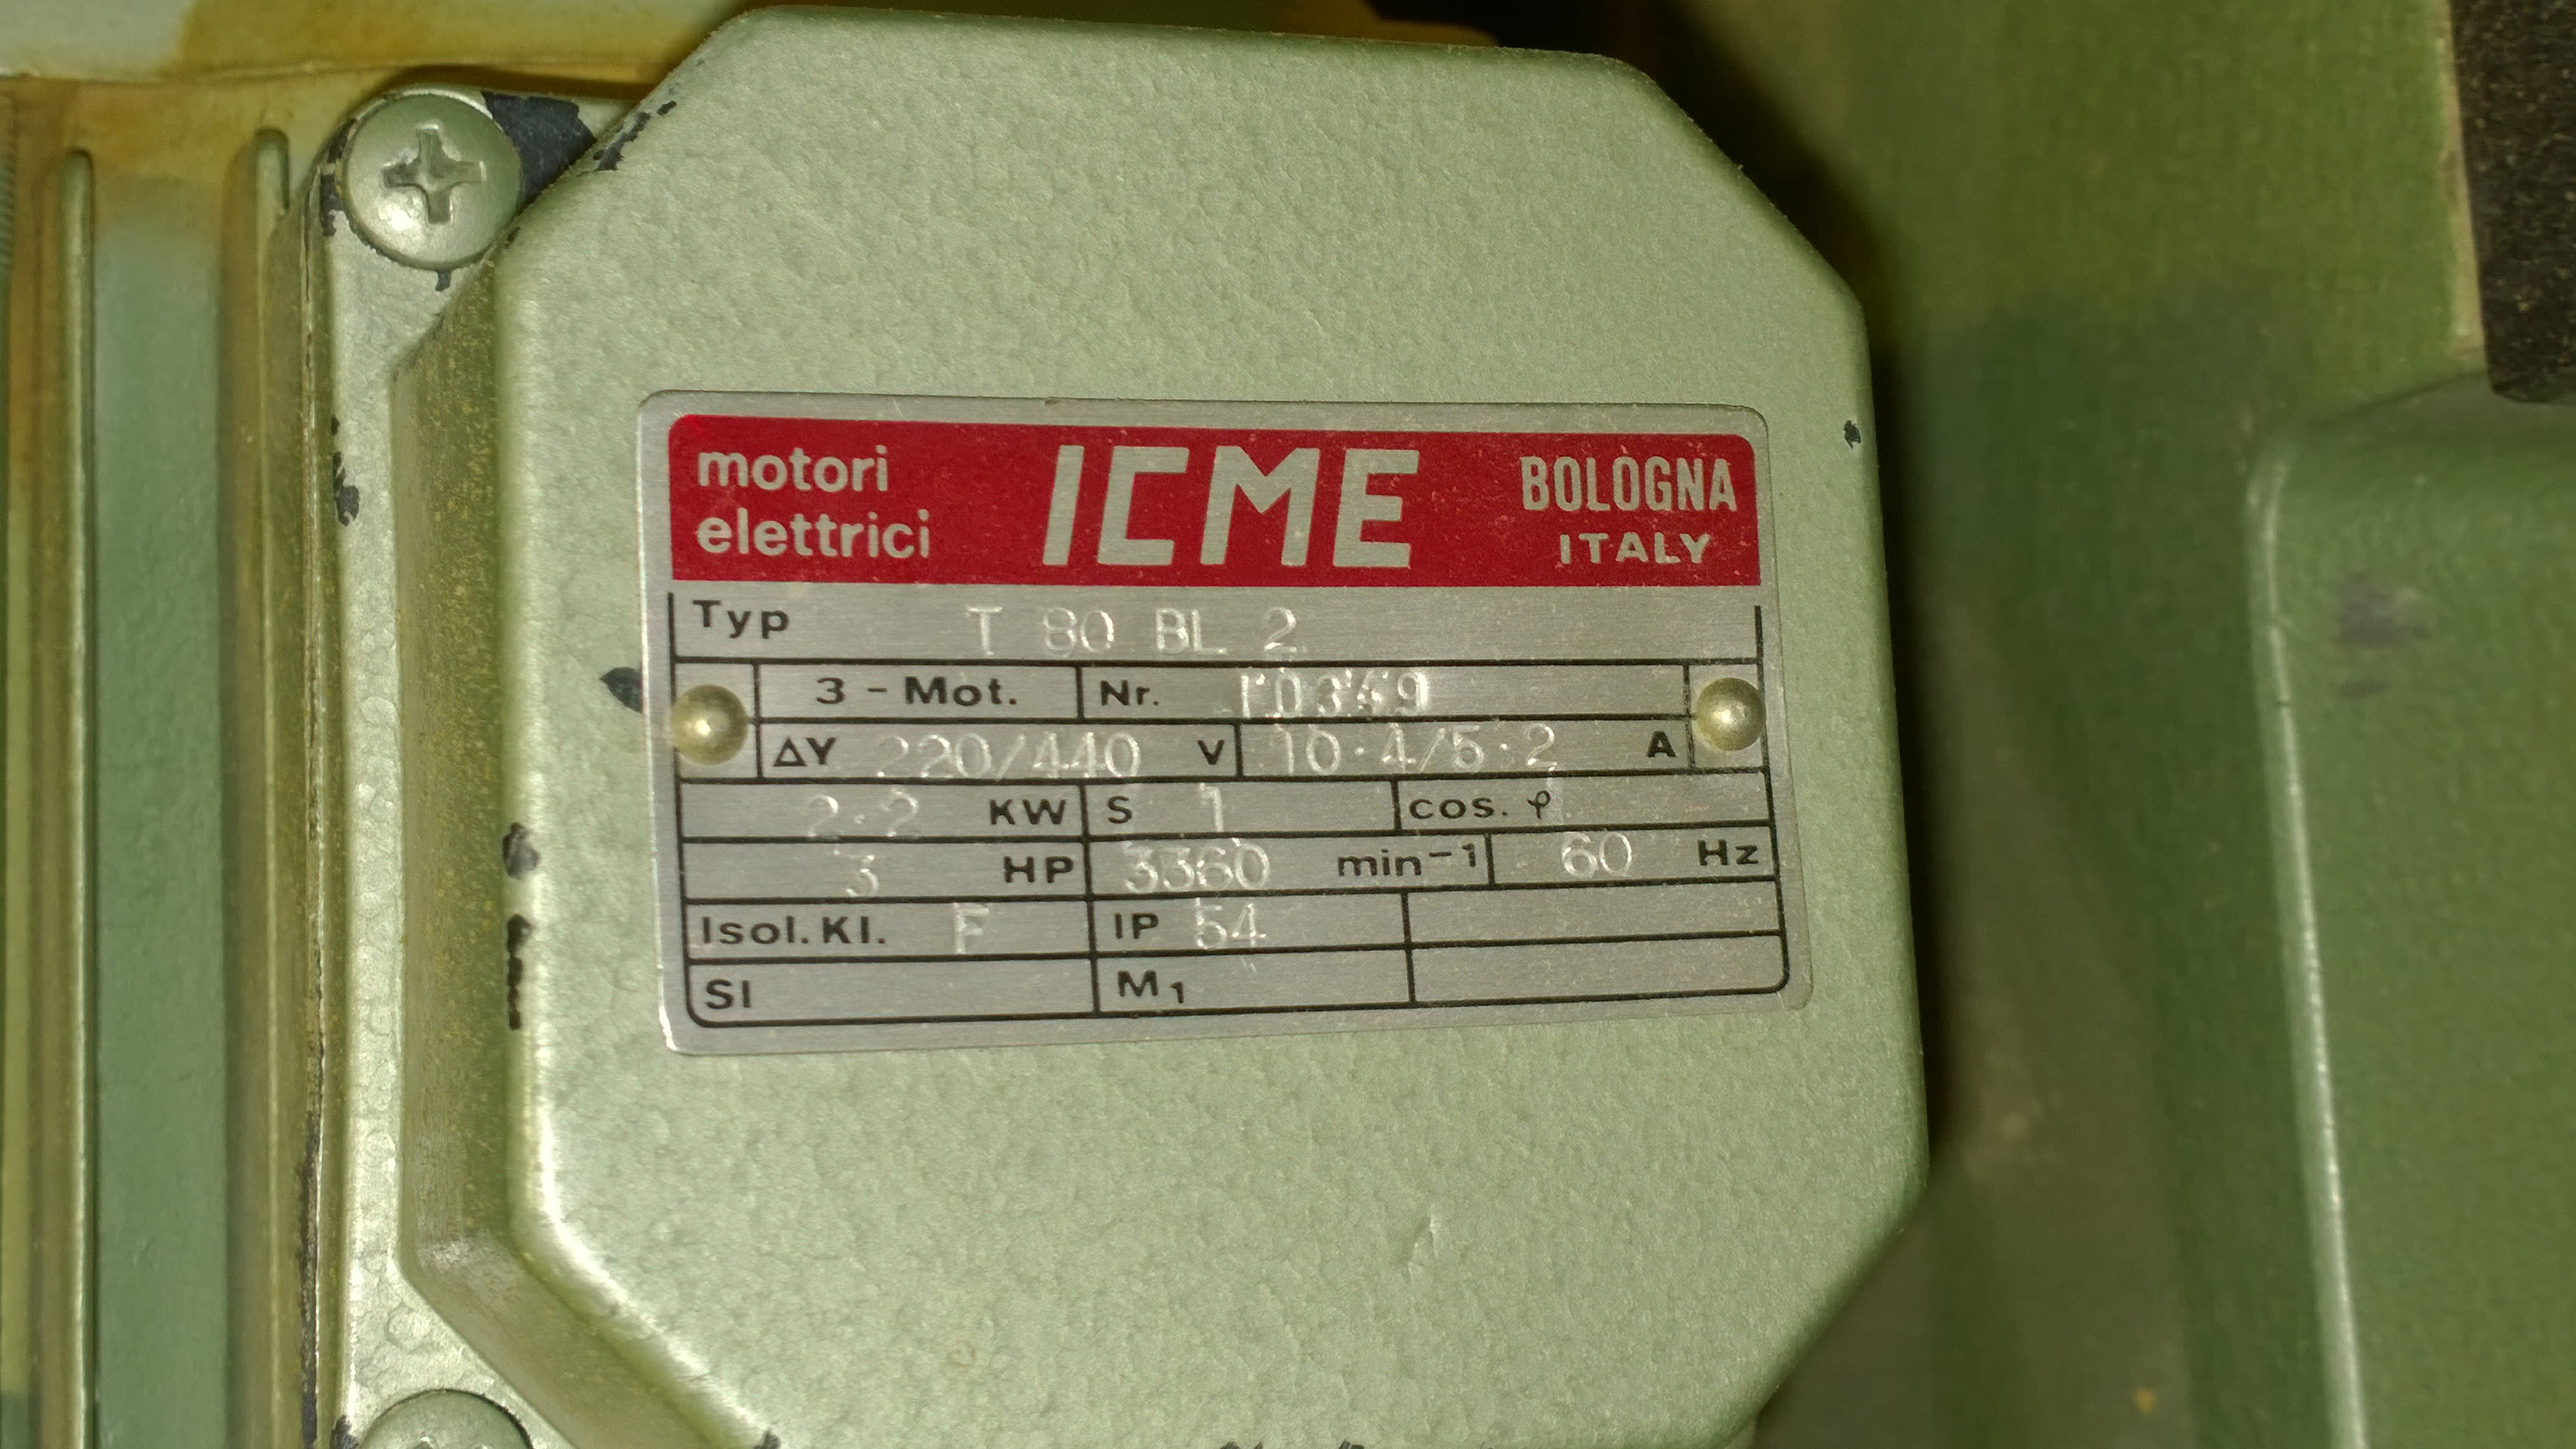 motori ICME BOLOGNA
elettrici ITALY
Typ T 80 BL 2
3 - Mot. Nr.
ΔY 220/440 V 10·4/5·2 A
2·2 KW S 1 cos. φ
3 HP 3360 min⁻¹ 60 Hz
Isol. Kl. F IP 54
SI M₁